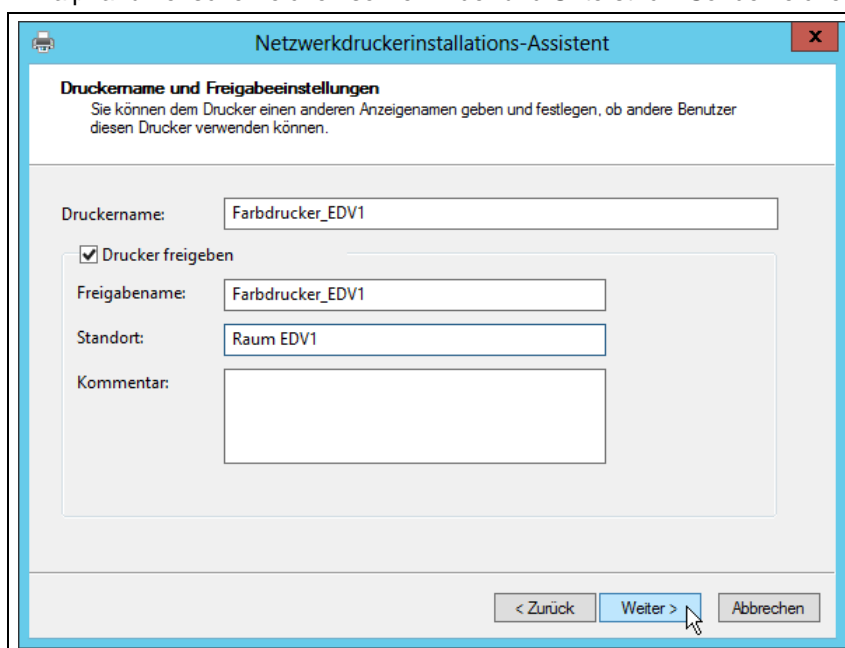 Netzwerkdruckerinstallations-Assistent
x
Druckername und Freigabeeinstellungen
Sie können dem Drucker einen anderen Anzeigenamen geben und festlegen, ob andere Benutzer
diesen Drucker verwenden können.
Druckername: Farbdrucker_EDV1
Drucker freigeben
Freigabename: Farbdrucker_EDV1
Standort: Raum EDV1
Kommentar:
< Zurück Weiter > Abbrechen